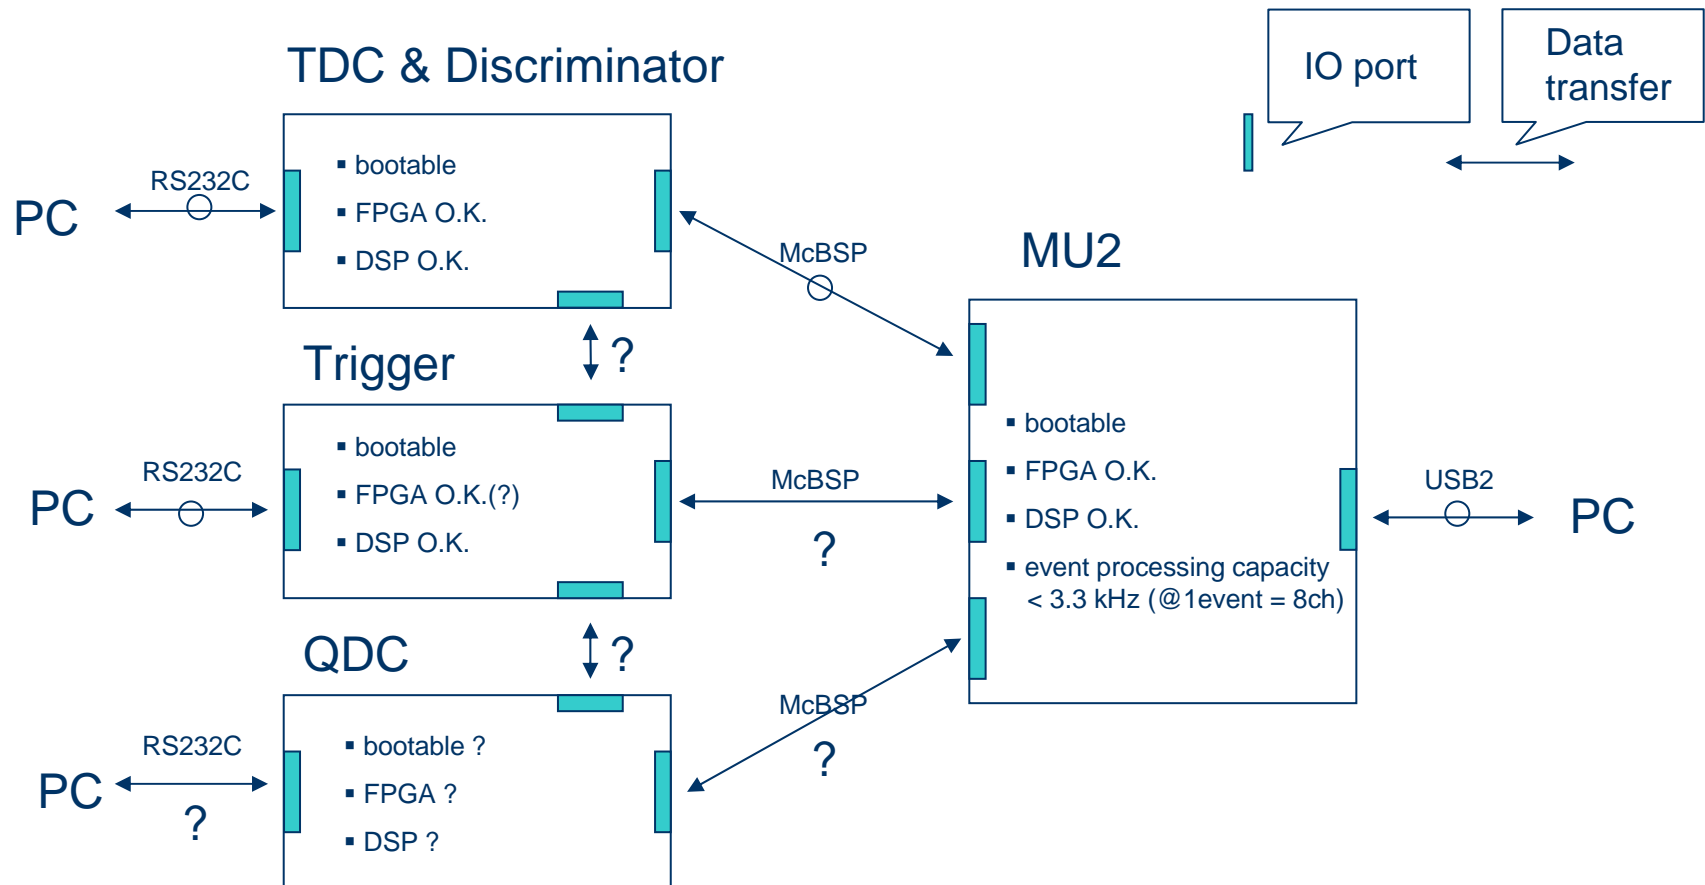 TDC & Discriminator
IO port
Data
transfer
▪ bootable
▪ FPGA O.K.
▪ DSP O.K.
PC
RS232C
McBSP
MU2
?
Trigger
▪ bootable
▪ FPGA O.K.(?)
▪ DSP O.K.
PC
RS232C
McBSP
?
▪ bootable
▪ FPGA O.K.
▪ DSP O.K.
▪ event processing capacity
< 3.3 kHz (@1event = 8ch)
USB2
PC
?
QDC
▪ bootable ?
▪ FPGA ?
▪ DSP ?
PC
RS232C
?
McBSP
?